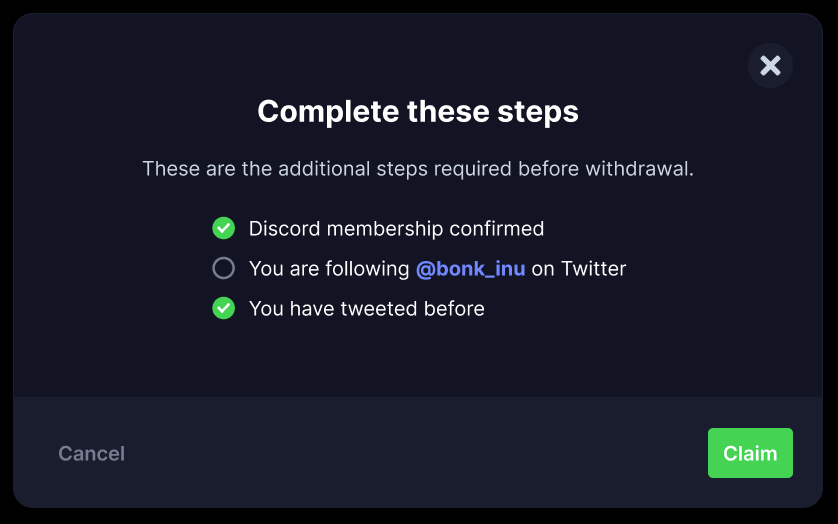 Complete these steps
These are the additional steps required before withdrawal.
Discord membership confirmed
You are following @bonk_inu on Twitter
You have tweeted before
Cancel
Claim